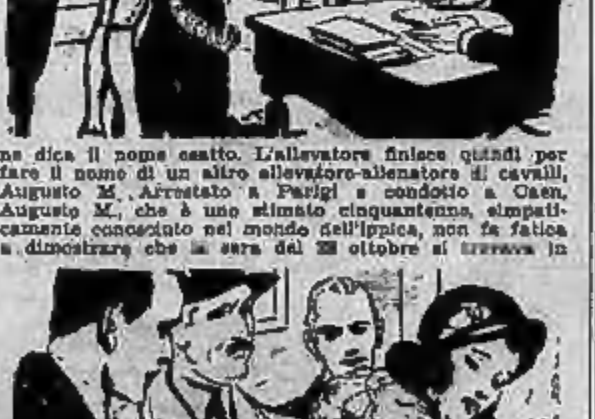 ne dica il nome esatto. L'allevatore finisce quindi per
fare il nome di un altro allevatore-allenatore di cavalli,
Augusto M. Arrestato a Parigi e condotto a Caen,
Augusto M., che è uno stimato cinquantenne, simpati-
camente conosciuto nel mondo dell'ippica, non fa fatica
a dimostrare che la sera del ottobre si trovava in